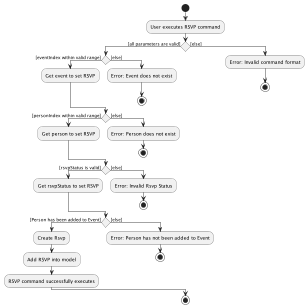 User executes RSVP command
[all parameters are valid]
[else]
[eventIndex within valid range]
[else]
Error: Invalid command format
Get event to set RSVP
Error: Event does not exist
[personIndex within valid range]
[else]
Get person to set RSVP
Error: Person does not exist
[rsvpStatus is valid]
[else]
Get rsvpStatus to set RSVP
Error: Invalid Rsvp Status
[Person has been added to Event]
[else]
Create Rsvp
Error: Person has not been added to Event
Add RSVP into model
RSVP command successfully executes